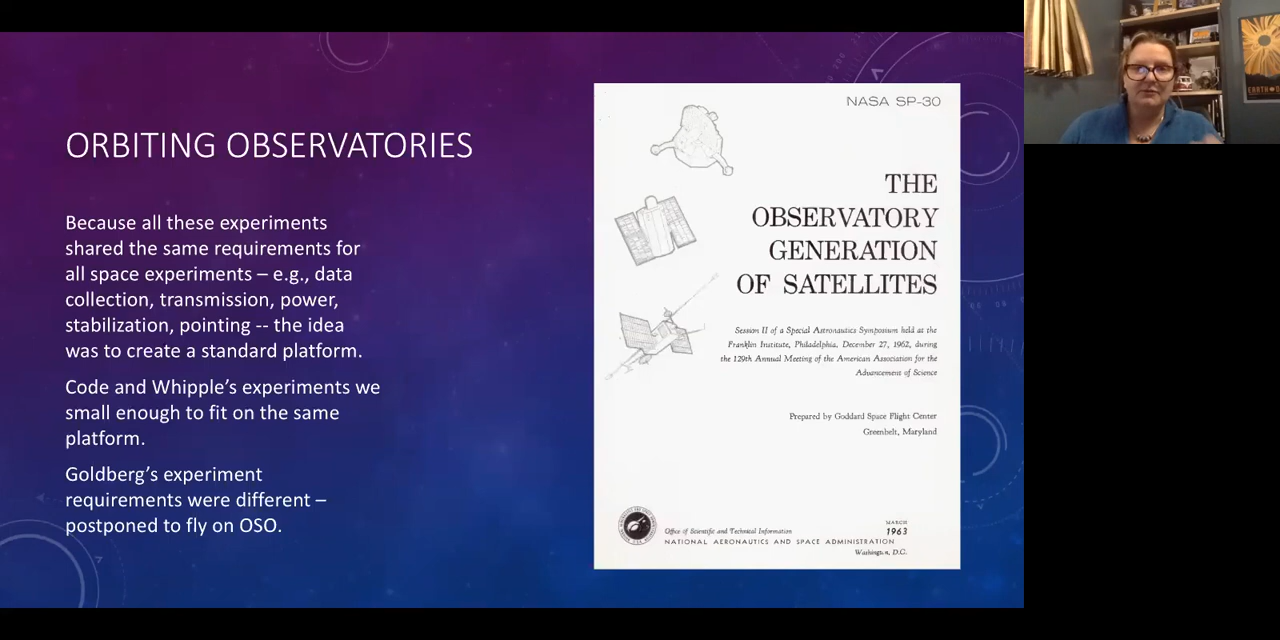 ORBITING OBSERVATORIES
Because all these experiments
shared the same requirements for
all space experiments – e.g., data
collection, transmission, power,
stabilization, pointing -- the idea
was to create a standard platform.
Code and Whipple’s experiments we
small enough to fit on the same
platform.
Goldberg’s experiment
requirements were different –
postponed to fly on OSO.
NASA SP-30
THE
OBSERVATORY
GENERATION
OF SATELLITES
Session II of a Special Astronautics Symposium held at the
Franklin Institute, Philadelphia, December 27, 1962, during
the 129th Annual Meeting of the American Association for the
Advancement of Science
Prepared by Goddard Space Flight Center
Greenbelt, Maryland
Office of Scientific and Technical Information
NATIONAL AERONAUTICS AND SPACE ADMINISTRATION
MARCH
1963
Washington, D.C.
EARTH